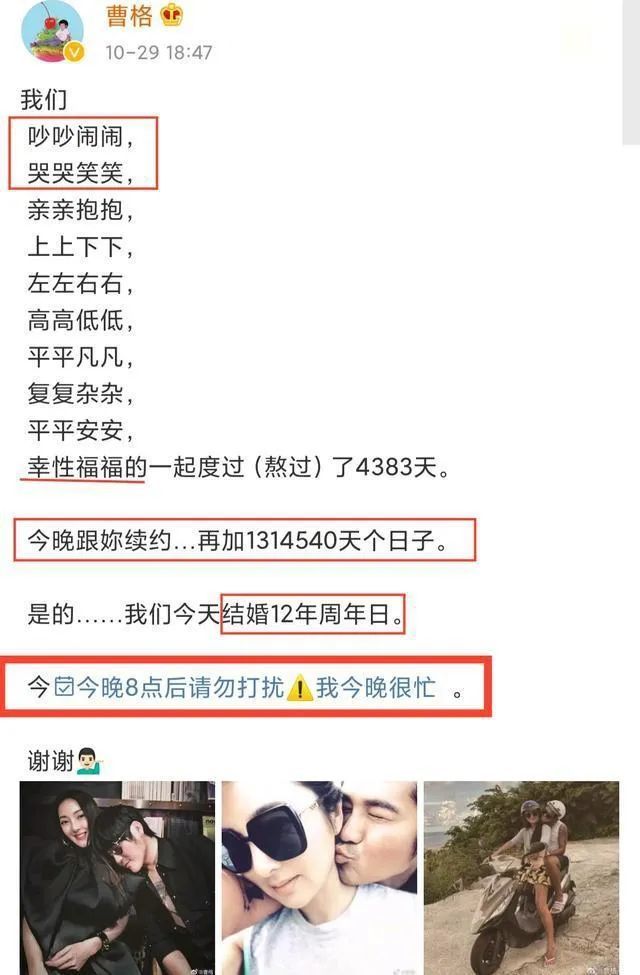 曹格
10-29 18:47
我们
吵吵闹闹，
哭哭笑笑，
亲亲抱抱，
上上下下，
左左右右，
高高低低，
平平凡凡，
复复杂杂，
平平安安，
幸性福福的一起度过（熬过）了4383天。
今晚跟妳续约...再加1314540天个日子。
是的......我们今天结婚12年周年日。
今今晚8点后请勿打扰⚠️我今晚很忙 。
谢谢💁🏻‍♂️
@曹格
@曹格